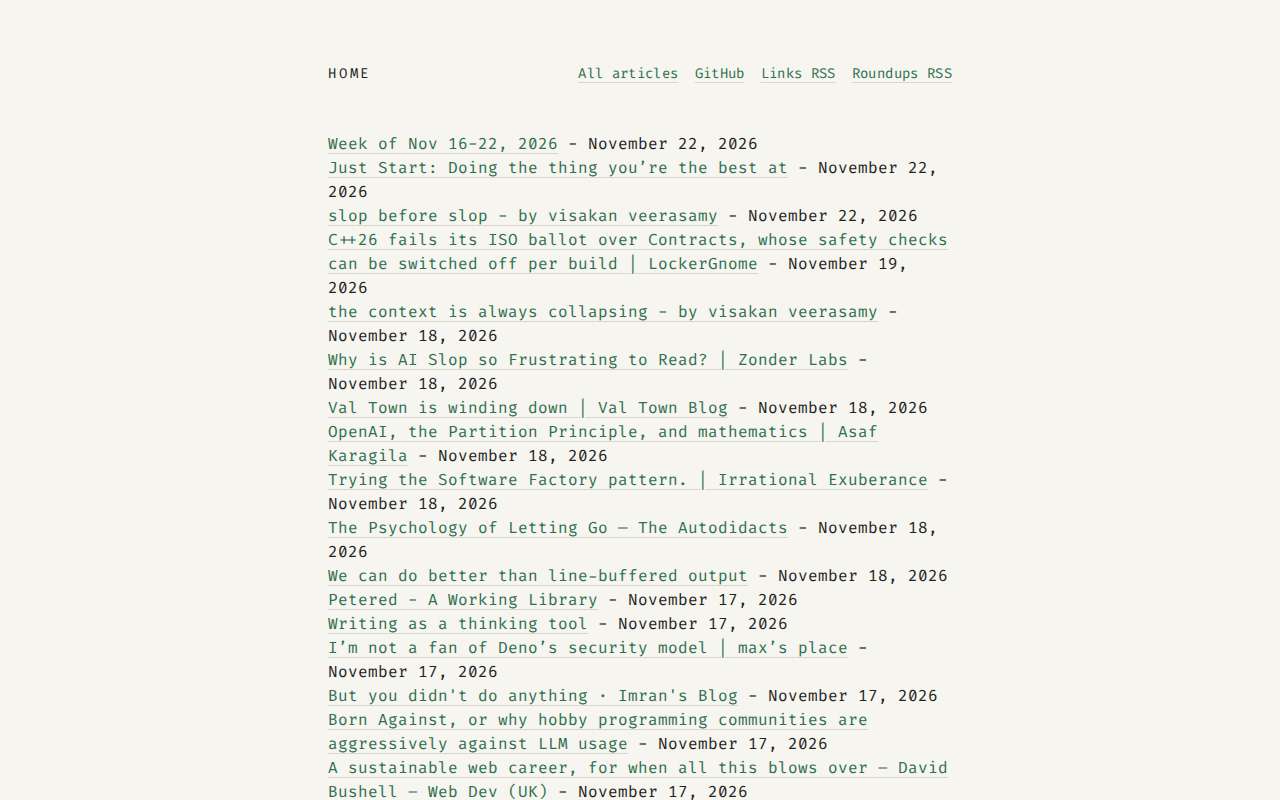 HOME All articles GitHub Links RSS Roundups RSS
Week of Nov 16–22, 2026 – November 22, 2026
Just Start: Doing the thing you’re the best at – November 22,
2026
slop before slop - by visakan veerasamy – November 22, 2026
C++26 fails its ISO ballot over Contracts, whose safety checks
can be switched off per build | LockerGnome – November 19,
2026
the context is always collapsing - by visakan veerasamy –
November 18, 2026
Why is AI Slop so Frustrating to Read? | Zonder Labs –
November 18, 2026
Val Town is winding down | Val Town Blog – November 18, 2026
OpenAI, the Partition Principle, and mathematics | Asaf
Karagila – November 18, 2026
Trying the Software Factory pattern. | Irrational Exuberance –
November 18, 2026
The Psychology of Letting Go — The Autodidacts – November 18,
2026
We can do better than line-buffered output – November 18, 2026
Petered - A Working Library – November 17, 2026
Writing as a thinking tool – November 17, 2026
I’m not a fan of Deno’s security model | max’s place –
November 17, 2026
But you didn't do anything · Imran's Blog – November 17, 2026
Born Against, or why hobby programming communities are
aggressively against LLM usage – November 17, 2026
A sustainable web career, for when all this blows over – David
Bushell – Web Dev (UK) – November 17, 2026